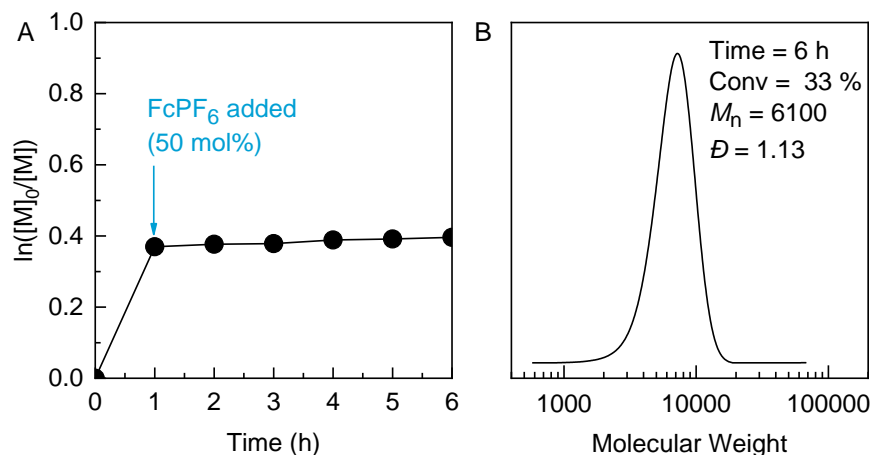 A
FcPF6 added
(50 mol%)
ln([M]0/[M])
1.0
0.8
0.6
0.4
0.2
0.0
0 1 2 3 4 5 6
Time (h)
B
Time = 6 h
Conv = 33 %
Mn = 6100
Đ = 1.13
1000 10000 100000
Molecular Weight